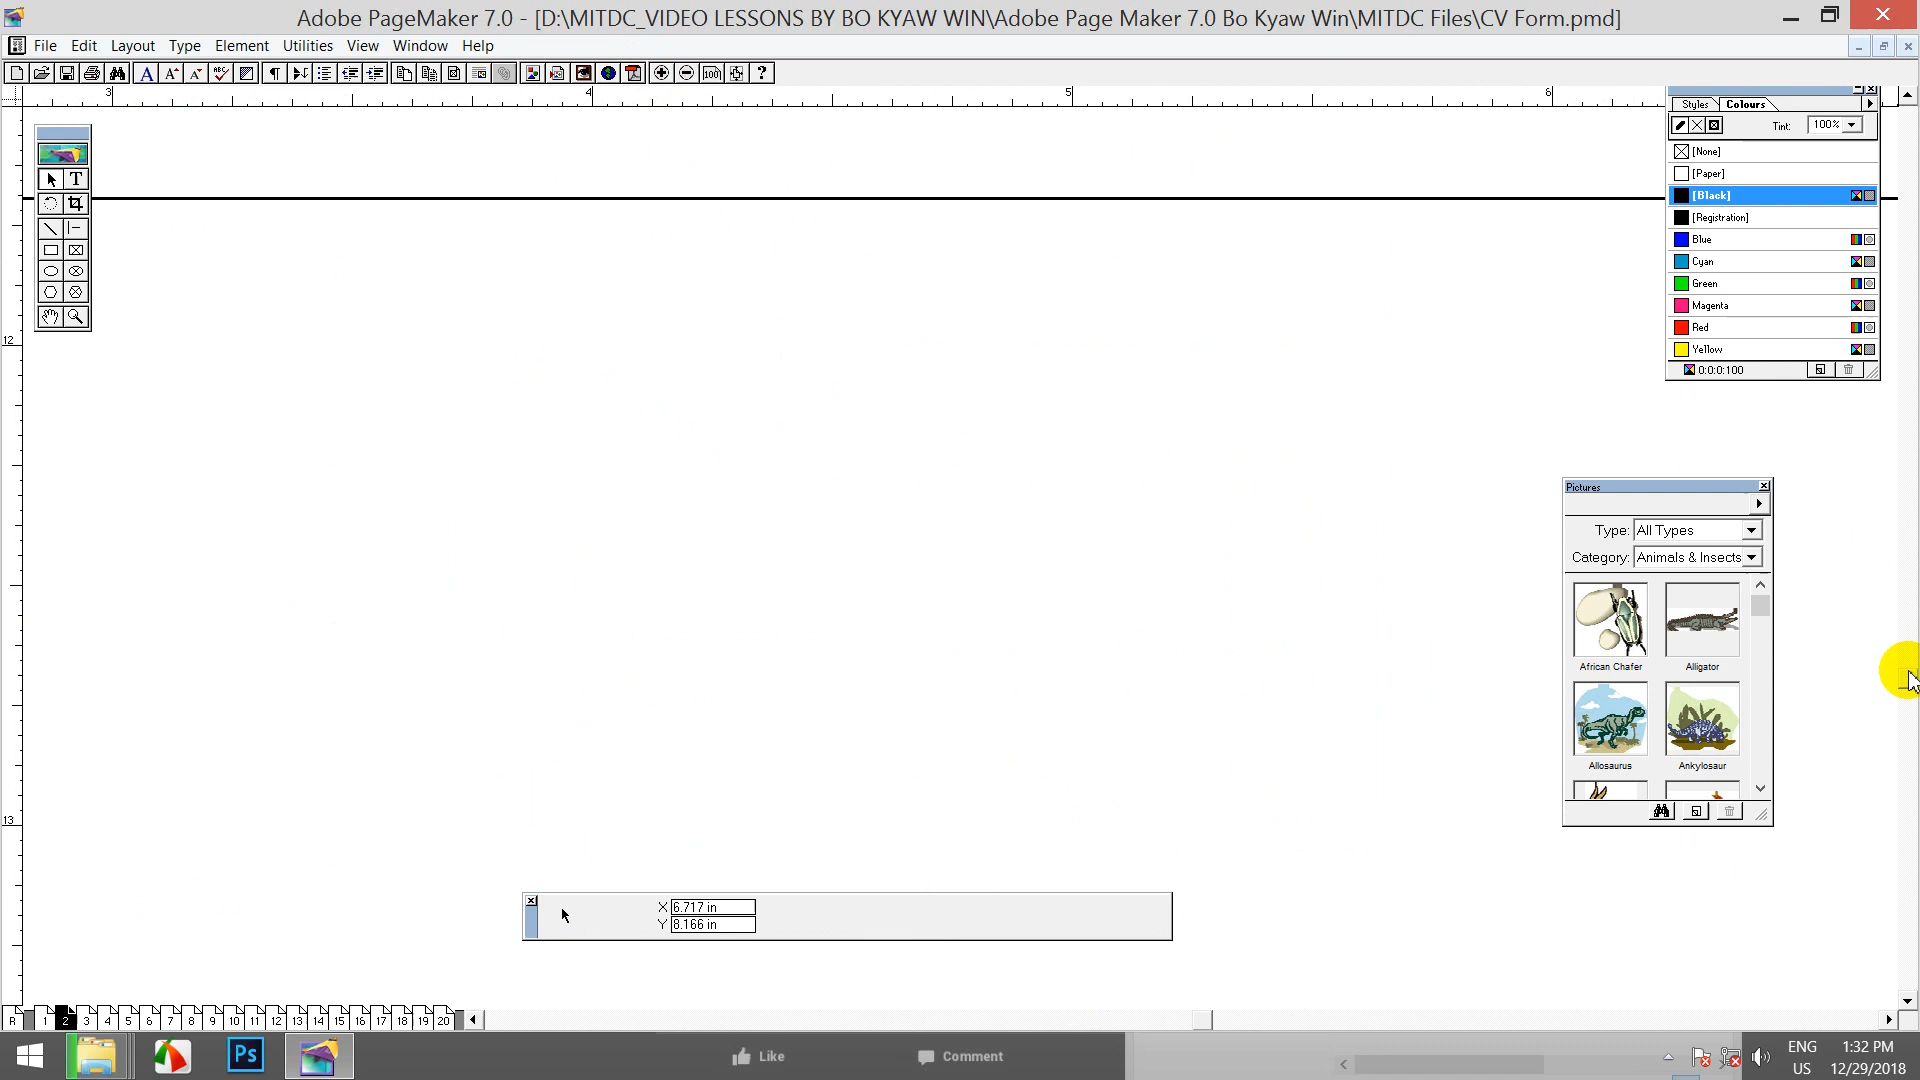 Adobe PageMaker 7.0 - [D:\MITDC_VIDEO LESSONS BY BO KYAW WIN\Adobe Page Maker 7.0 Bo Kyaw Win\MITDC Files\CV Form.pmd]
File Edit Layout Type Element Utilities View Window Help
3 4 5 6
Styles Colours
Tint: 100%
[None]
[Paper]
[Black]
[Registration]
Blue
Cyan
Green
Magenta
Red
Yellow
0:0:0:100
12
13
Pictures
Type: All Types
Category: Animals & Insects
African Chafer Alligator
Allosaurus Ankylosaur
X 6.717 in
Y 8.166 in
R 1 2 3 4 5 6 7 8 9 10 11 12 13 14 15 16 17 18 19 20
Ps
Like Comment
ENG 1:32 PM
US 12/29/2018